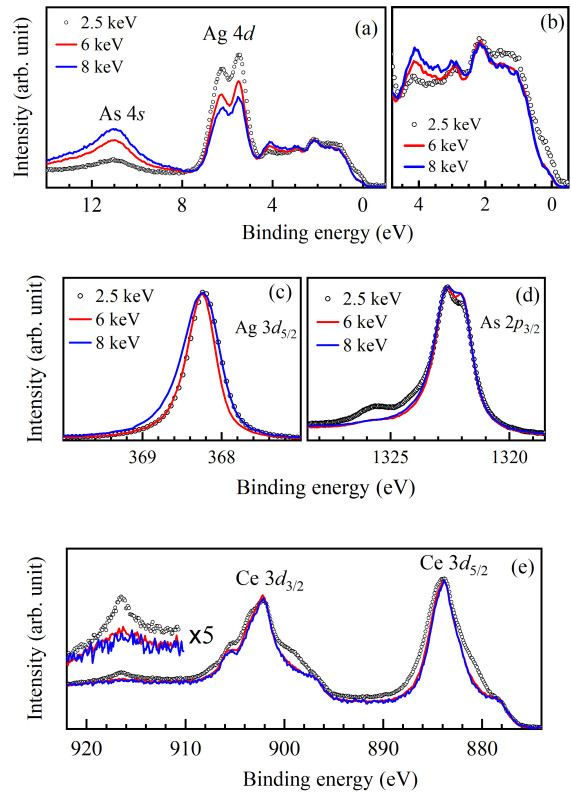 Intensity (arb. unit)
(a)
2.5 keV
6 keV
8 keV
Ag 4d
As 4s
12 8 4 0
Binding energy (eV)
(b)
2.5 keV
6 keV
8 keV
4 2 0
Binding energy (eV)
Intensity (arb. unit)
(c)
2.5 keV
6 keV
8 keV
Ag 3d5/2
369 368
(d)
2.5 keV
6 keV
8 keV
As 2p3/2
1325 1320
Binding energy (eV)
Intensity (arb. unit)
Ce 3d3/2
Ce 3d5/2
(e)
x5
920 910 900 890 880
Binding energy (eV)